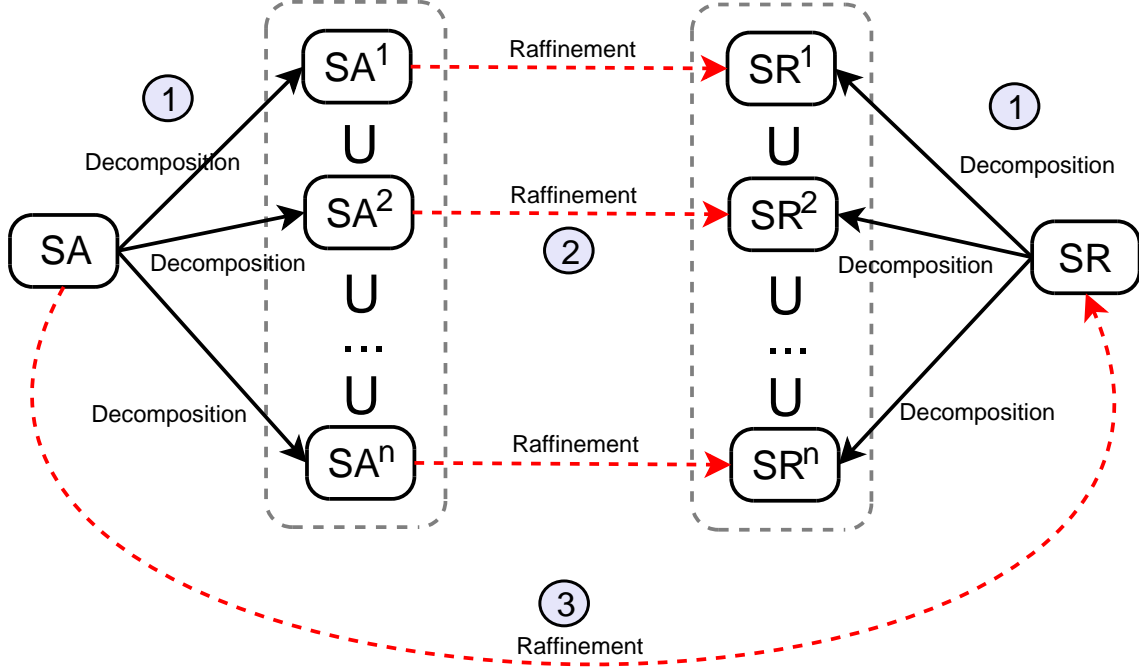 SA¹
Raffinement
SR¹
1
1
U
U
Decomposition
Decomposition
SA²
Raffinement
SR²
SA
Decomposition
2
Decomposition
SR
U
U
...
...
U
U
Decomposition
Decomposition
SAⁿ
Raffinement
SRⁿ
3
Raffinement